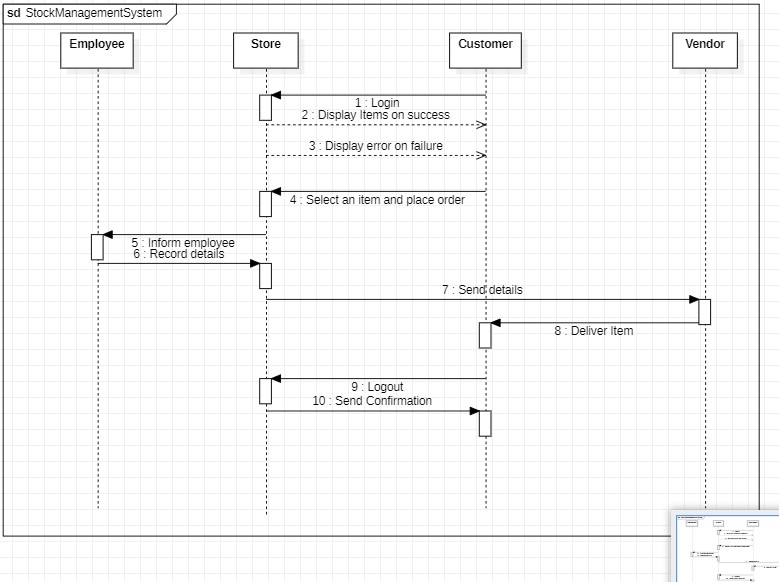 sd StockManagementSystem
Employee
Store
Customer
Vendor
1 : Login
2 : Display Items on success
3 : Display error on failure
4 : Select an item and place order
5 : Inform employee
6 : Record details
7 : Send details
8 : Deliver Item
9 : Logout
10 : Send Confirmation